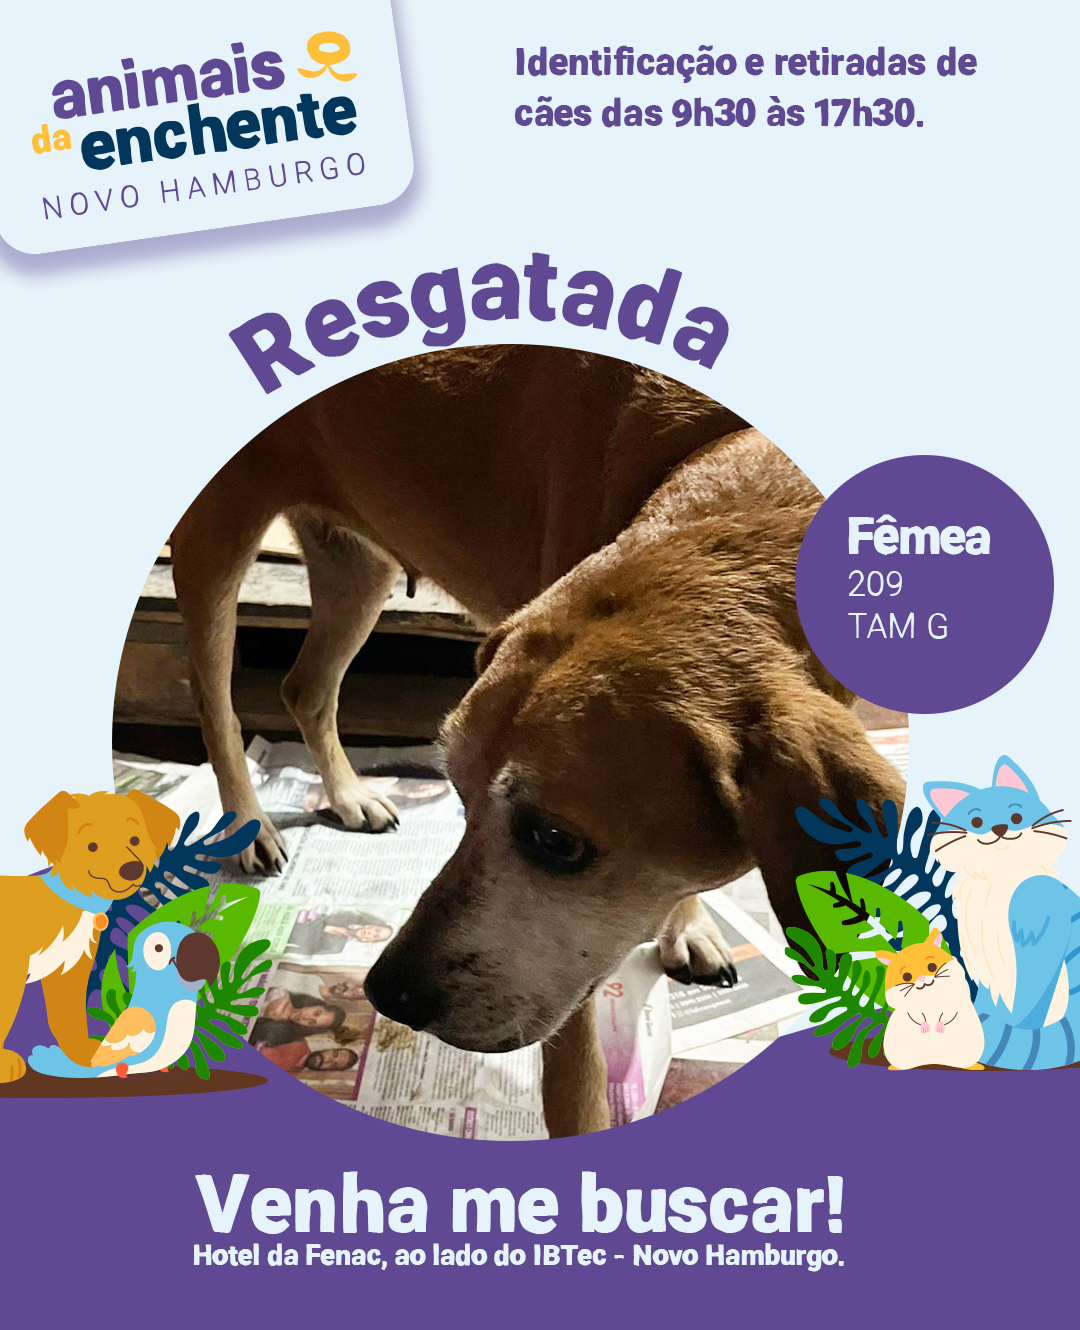 animais
da enchente
NOVO HAMBURGO
Identificação e retiradas de
cães das 9h30 às 17h30.
Resgatada
Fêmea
209
TAM G
Venha me buscar!
Hotel da Fenac, ao lado do IBTec - Novo Hamburgo.